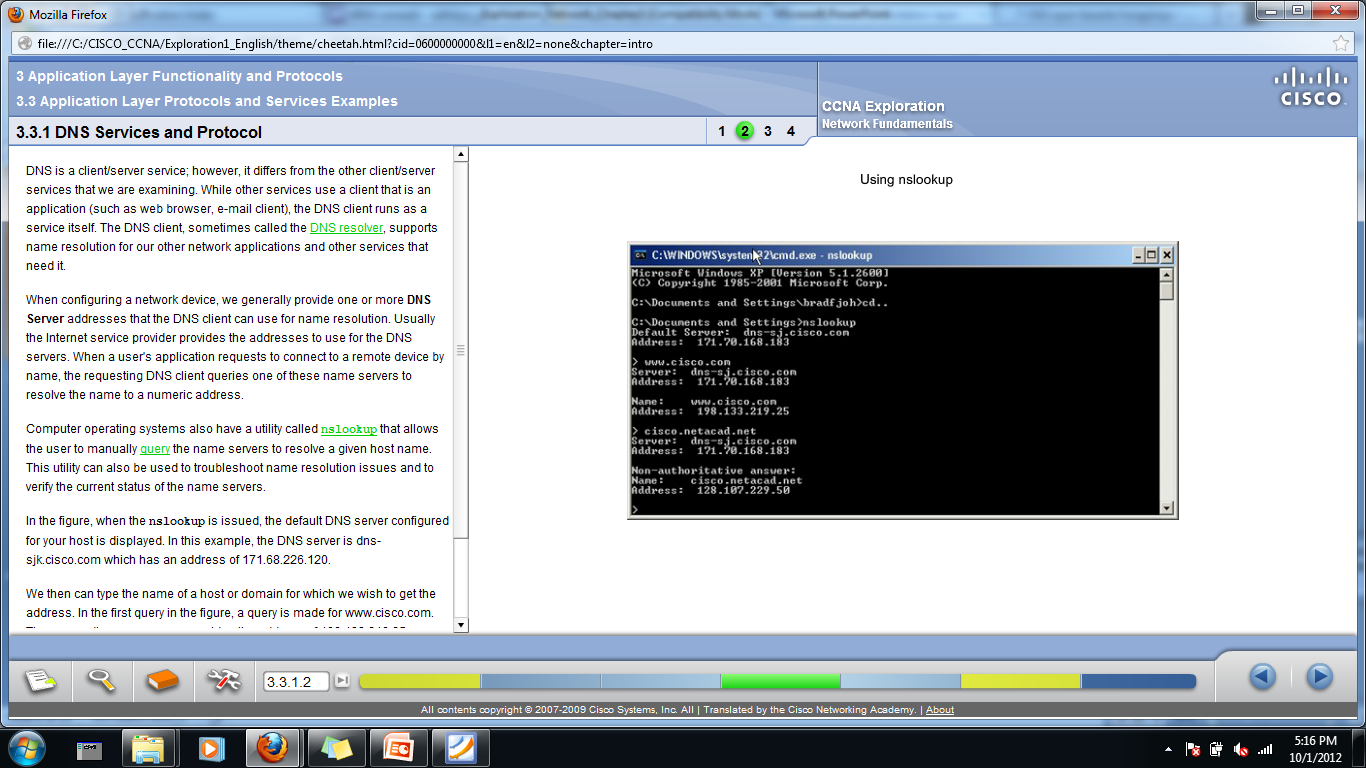 Mozilla Firefox
file:///C:/CISCO_CCNA/Exploration1_English/theme/cheetah.html?cid=0600000000&l1=en&l2=none&chapter=intro
3 Application Layer Functionality and Protocols
3.3 Application Layer Protocols and Services Examples
CISCO
CCNA Exploration
Network Fundamentals
3.3.1 DNS Services and Protocol
1 2 3 4
DNS is a client/server service; however, it differs from the other client/server
services that we are examining. While other services use a client that is an
application (such as web browser, e-mail client), the DNS client runs as a
service itself. The DNS client, sometimes called the DNS resolver, supports
name resolution for our other network applications and other services that
need it.
When configuring a network device, we generally provide one or more DNS
Server addresses that the DNS client can use for name resolution. Usually
the Internet service provider provides the addresses to use for the DNS
servers. When a user's application requests to connect to a remote device by
name, the requesting DNS client queries one of these name servers to
resolve the name to a numeric address.
Computer operating systems also have a utility called nslookup that allows
the user to manually query the name servers to resolve a given host name.
This utility can also be used to troubleshoot name resolution issues and to
verify the current status of the name servers.
In the figure, when the nslookup is issued, the default DNS server configured
for your host is displayed. In this example, the DNS server is dns-
sjk.cisco.com which has an address of 171.68.226.120.
We then can type the name of a host or domain for which we wish to get the
address. In the first query in the figure, a query is made for www.cisco.com.
Using nslookup
C:\WINDOWS\system32\cmd.exe - nslookup
Microsoft Windows XP [Version 5.1.2600]
(C) Copyright 1985-2001 Microsoft Corp.
C:\Documents and Settings\bradfjoh>cd..
C:\Documents and Settings>nslookup
Default Server: dns-sj.cisco.com
Address: 171.70.168.183
> www.cisco.com
Server: dns-sj.cisco.com
Address: 171.70.168.183
Name: www.cisco.com
Address: 198.133.219.25
> cisco.netacad.net
Server: dns-sj.cisco.com
Address: 171.70.168.183
Non-authoritative answer:
Name: cisco.netacad.net
Address: 128.107.229.50
>
3.3.1.2
All contents copyright © 2007-2009 Cisco Systems, Inc. All | Translated by the Cisco Networking Academy. | About
5:16 PM
10/1/2012